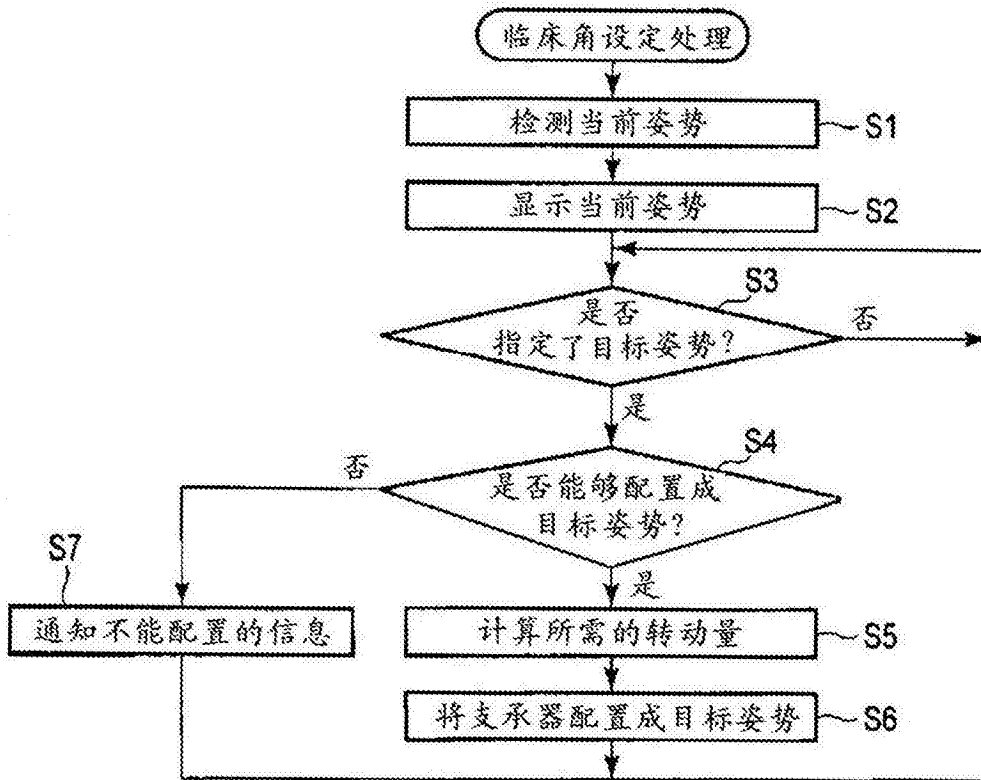 临床角设定处理
检测当前姿势
S1
显示当前姿势
S2
S3
是否
指定了目标姿势?
否
是
S4
否
是否能够配置成
目标姿势?
S7
是
通知不能配置的信息
计算所需的转动量
S5
将支承器配置成目标姿势
S6